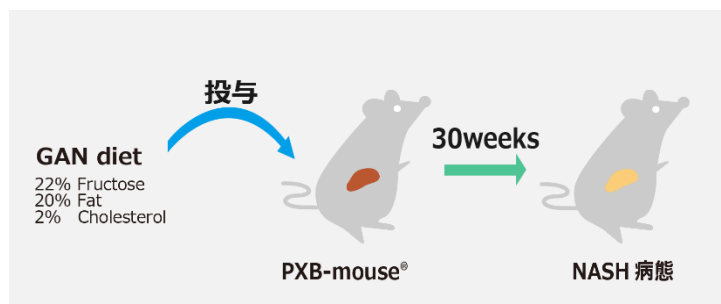 投与
GAN diet
22% Fructose
20% Fat
2% Cholesterol
30weeks
PXB-mouse®
NASH 病態